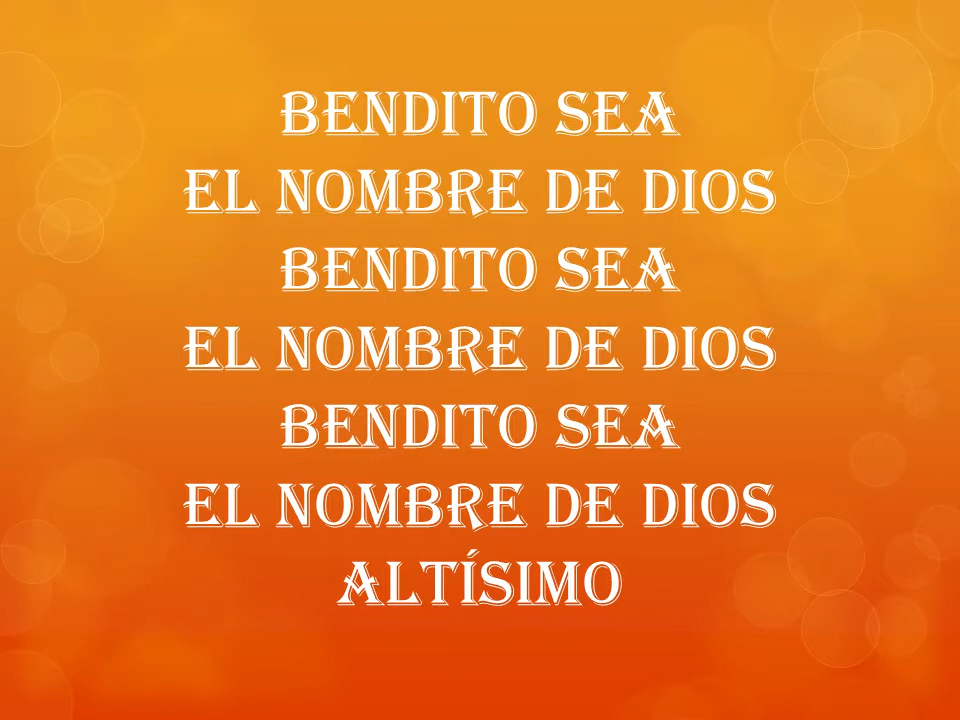 BENDITO SEA
EL NOMBRE DE DIOS
BENDITO SEA
EL NOMBRE DE DIOS
BENDITO SEA
EL NOMBRE DE DIOS
ALTÍSIMO